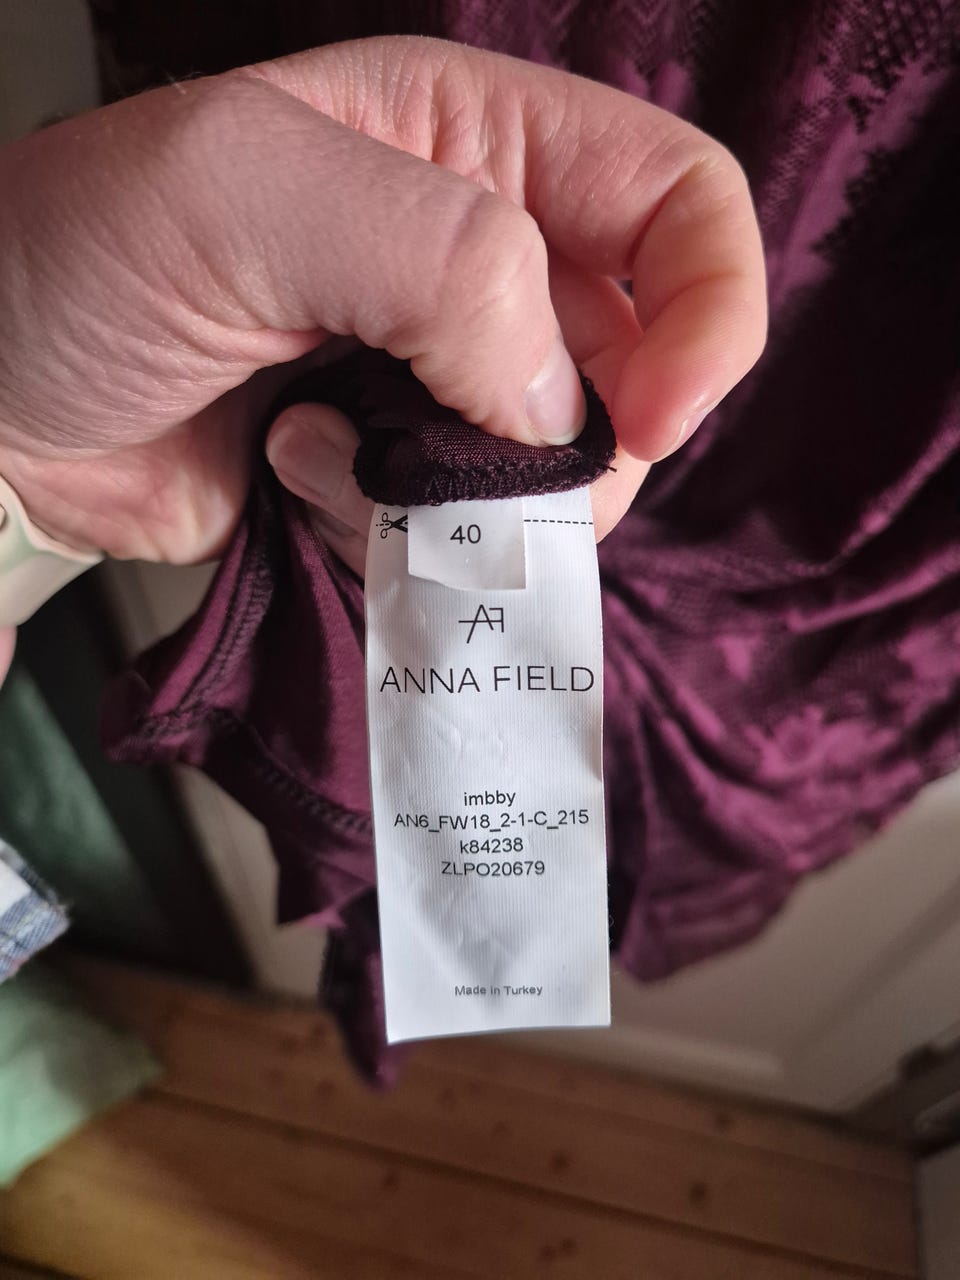 40
AF
ANNA FIELD
imbby
AN6_FW18_2-1-C_215
k84238
ZLPO20679
Made in Turkey